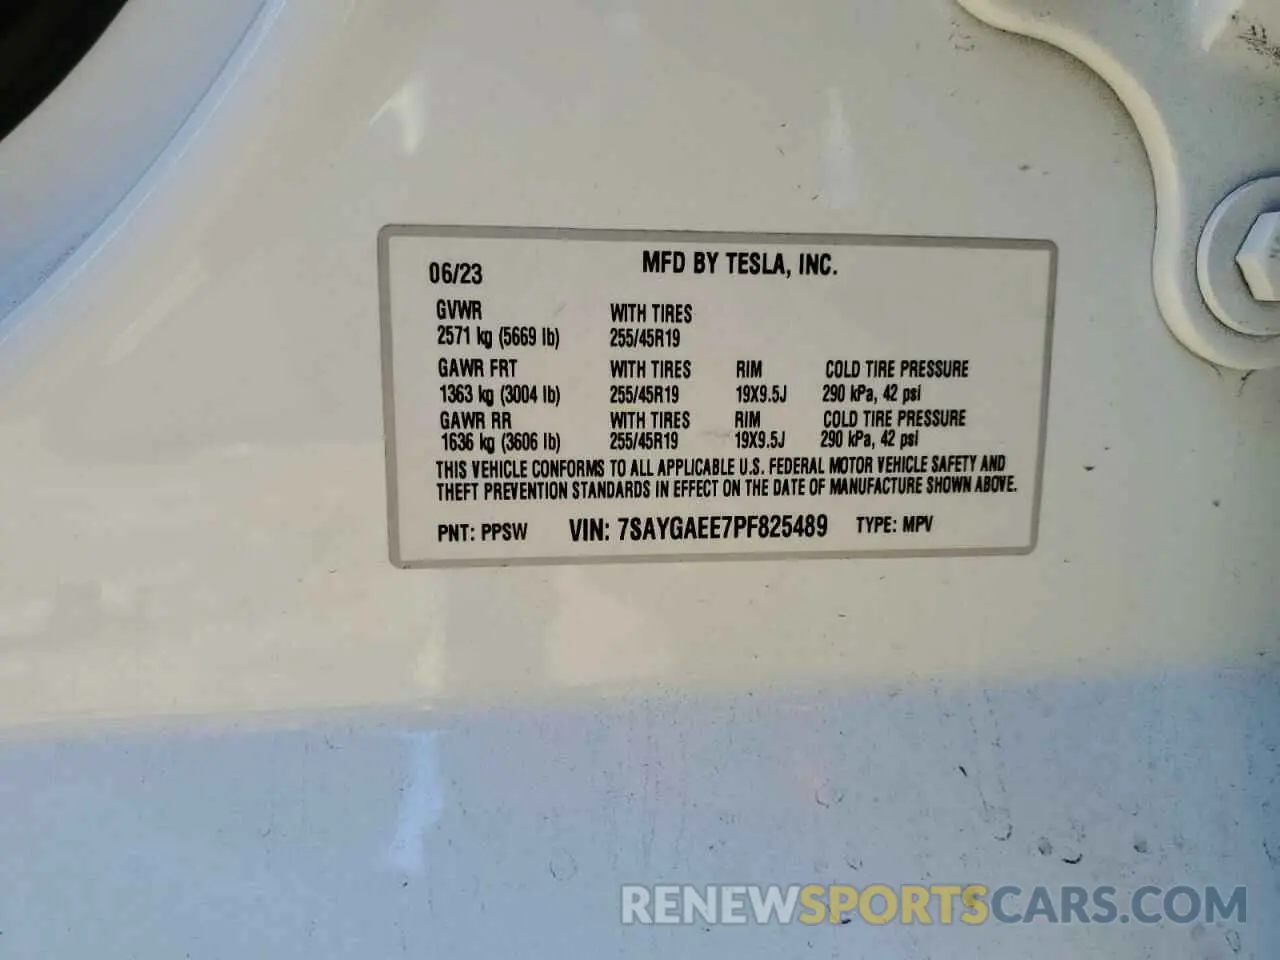 06/23 MFD BY TESLA, INC.
GVWR WITH TIRES
2571 kg (5669 lb) 255/45R19
GAWR FRT WITH TIRES RIM COLD TIRE PRESSURE
1363 kg (3004 lb) 255/45R19 19X9.5J 290 kPa, 42 psi
GAWR RR WITH TIRES RIM COLD TIRE PRESSURE
1636 kg (3606 lb) 255/45R19 19X9.5J 290 kPa, 42 psi
THIS VEHICLE CONFORMS TO ALL APPLICABLE U.S. FEDERAL MOTOR VEHICLE SAFETY AND
THEFT PREVENTION STANDARDS IN EFFECT ON THE DATE OF MANUFACTURE SHOWN ABOVE.
PNT: PPSW VIN: 7SAYGAEE7PF825489 TYPE: MPV
RENEWSPORTSCARS.COM